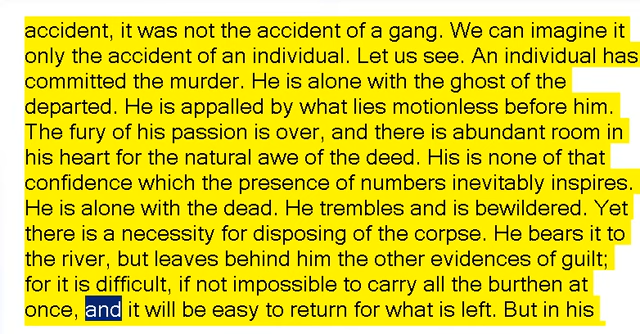 accident, it was not the accident of a gang. We can imagine it
only the accident of an individual. Let us see. An individual has
committed the murder. He is alone with the ghost of the
departed. He is appalled by what lies motionless before him.
The fury of his passion is over, and there is abundant room in
his heart for the natural awe of the deed. His is none of that
confidence which the presence of numbers inevitably inspires.
He is alone with the dead. He trembles and is bewildered. Yet
there is a necessity for disposing of the corpse. He bears it to
the river, but leaves behind him the other evidences of guilt;
for it is difficult, if not impossible to carry all the burthen at
once, and it will be easy to return for what is left. But in his